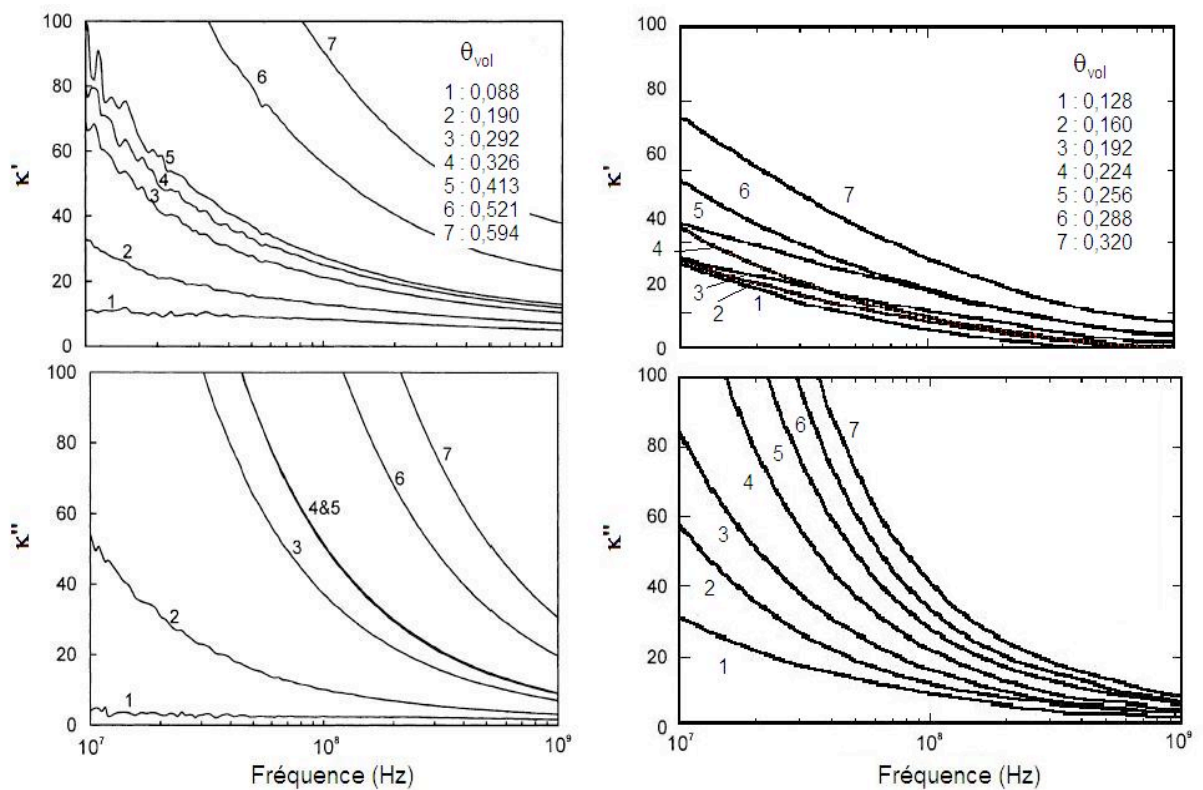 100
80
60
40
20
0
κ'
1
2
3
4
5
6
7
θvol
1 : 0,088
2 : 0,190
3 : 0,292
4 : 0,326
5 : 0,413
6 : 0,521
7 : 0,594
100
80
60
40
20
0
κ'
1
2
3
4
5
6
7
θvol
1 : 0,128
2 : 0,160
3 : 0,192
4 : 0,224
5 : 0,256
6 : 0,288
7 : 0,320
100
80
60
40
20
0
κ''
1
2
3
4&5
6
7
10⁷
10⁸
10⁹
Fréquence (Hz)
100
80
60
40
20
0
κ''
1
2
3
4
5
6
7
10⁷
10⁸
10⁹
Fréquence (Hz)